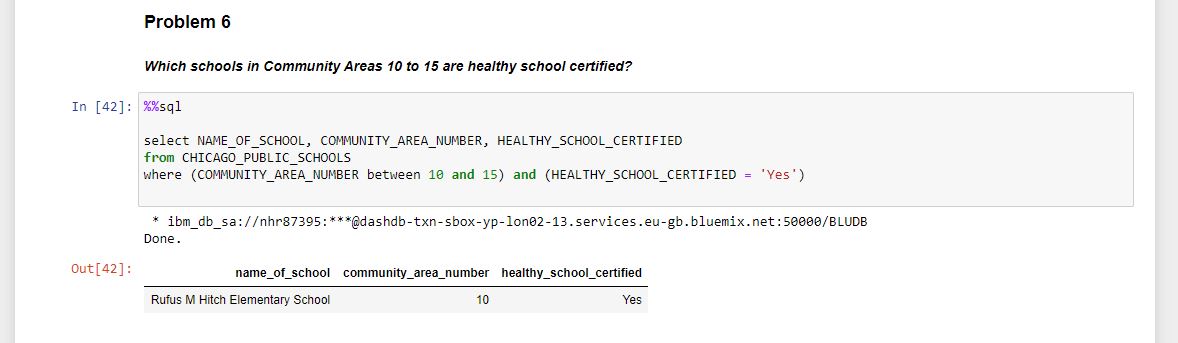 Problem 6
Which schools in Community Areas 10 to 15 are healthy school certified?
In [42]: %%sql
select NAME_OF_SCHOOL, COMMUNITY_AREA_NUMBER, HEALTHY_SCHOOL_CERTIFIED
from CHICAGO_PUBLIC_SCHOOLS
where (COMMUNITY_AREA_NUMBER between 10 and 15) and (HEALTHY_SCHOOL_CERTIFIED = 'Yes')
* ibm_db_sa://nhr87395:***@dashdb-txn-sbox-yp-lon02-13.services.eu-gb.bluemix.net:50000/BLUDB
Done.
Out[42]: name_of_school community_area_number healthy_school_certified
Rufus M Hitch Elementary School 10 Yes